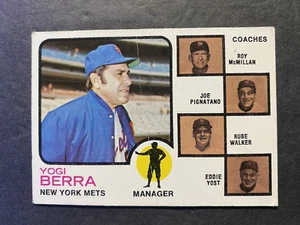 COACHES
ROY
McMILLAN
JOE
PIGNATANO
RUBE
WALKER
EDDIE
YOST
YOGI
BERRA
NEW YORK METS
MANAGER